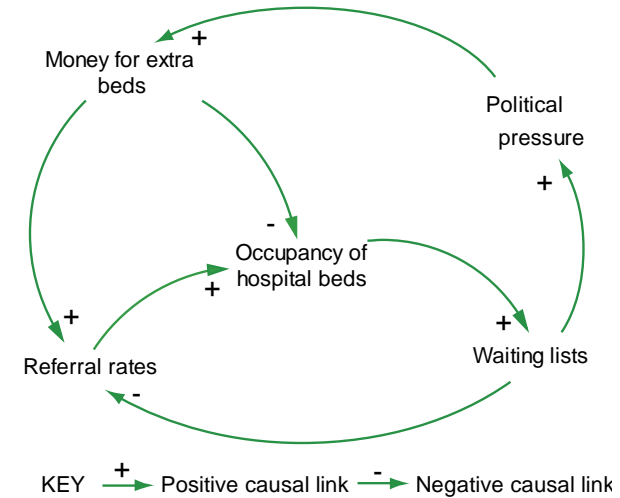 +
Money for extra
beds
Political
pressure
+
-
Occupancy of
hospital beds
+
+
+
Referral rates
Waiting lists
-
KEY + Positive causal link - Negative causal link